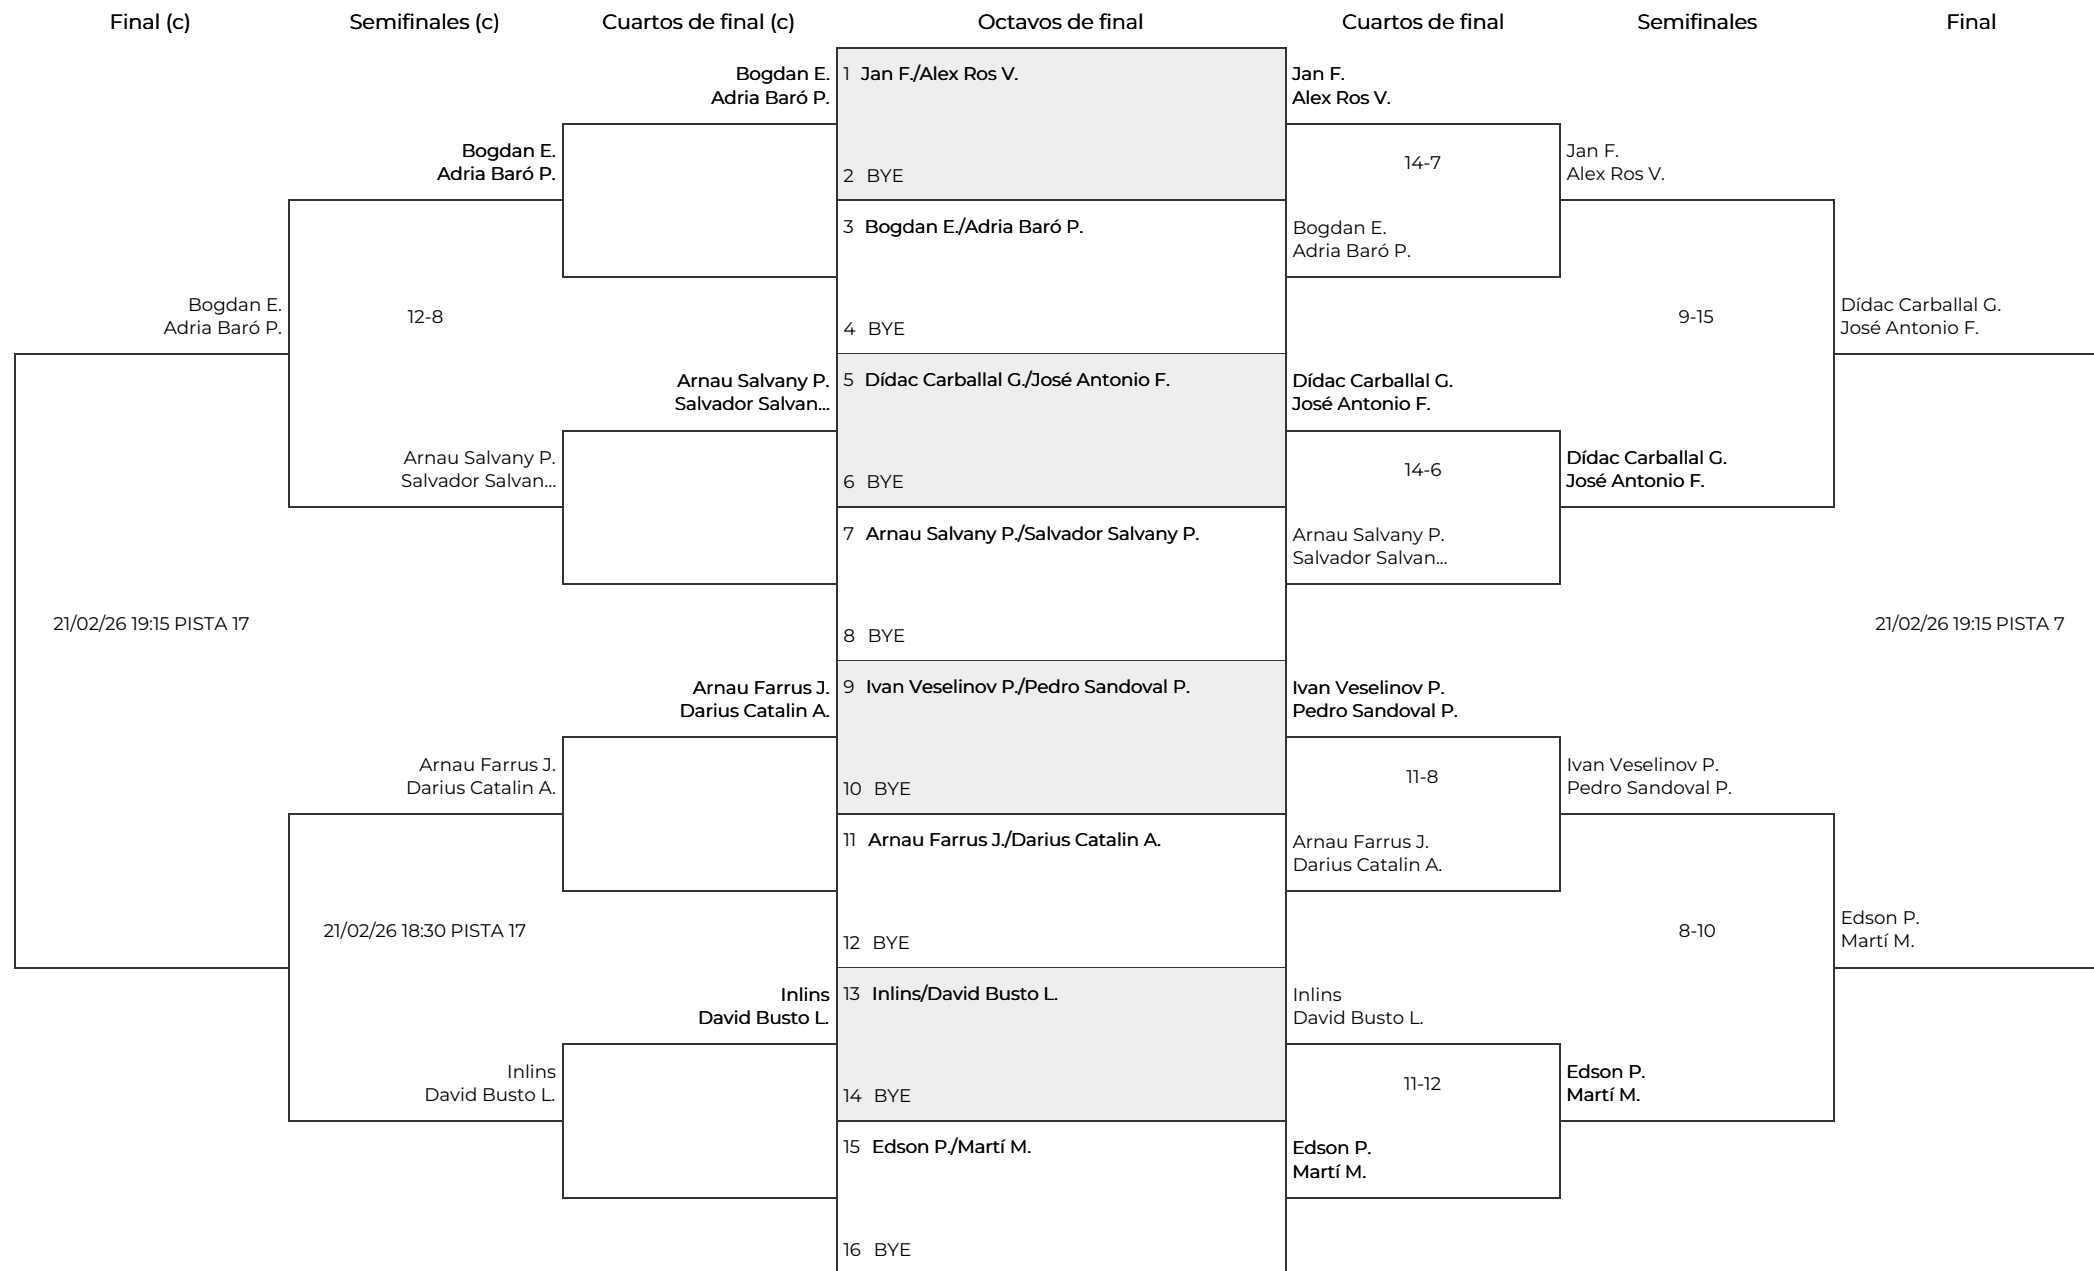 Final (c)
Semifinales (c)
Cuartos de final (c)
Octavos de final
Cuartos de final
Semifinales
Final
Bogdan E.
Adria Baró P.
12-8
Arnau Salvany P.
Salvador Salvan...
Arnau Farrus J.
Darius Catalin A.
21/02/26 18:30 PISTA 17
Inlins
David Busto L.
Bogdan E.
Adria Baró P.
21/02/26 19:15 PISTA 17
Bogdan E.
Adria Baró P.
Arnau Salvany P.
Salvador Salvan...
Arnau Farrus J.
Darius Catalin A.
Inlins
David Busto L.
1 Jan F./Alex Ros V.
2 BYE
3 Bogdan E./Adria Baró P.
4 BYE
5 Dídac Carballal G./José Antonio F.
6 BYE
7 Arnau Salvany P./Salvador Salvany P.
8 BYE
9 Ivan Veselinov P./Pedro Sandoval P.
10 BYE
11 Arnau Farrus J./Darius Catalin A.
12 BYE
13 Inlins/David Busto L.
14 BYE
15 Edson P./Martí M.
16 BYE
Jan F.
Alex Ros V.
14-7
Bogdan E.
Adria Baró P.
Dídac Carballal G.
José Antonio F.
14-6
Arnau Salvany P.
Salvador Salvan...
Ivan Veselinov P.
Pedro Sandoval P.
11-8
Arnau Farrus J.
Darius Catalin A.
Inlins
David Busto L.
11-12
Edson P.
Martí M.
Jan F.
Alex Ros V.
9-15
Dídac Carballal G.
José Antonio F.
Ivan Veselinov P.
Pedro Sandoval P.
8-10
Edson P.
Martí M.
Dídac Carballal G.
José Antonio F.
21/02/26 19:15 PISTA 7
Edson P.
Martí M.